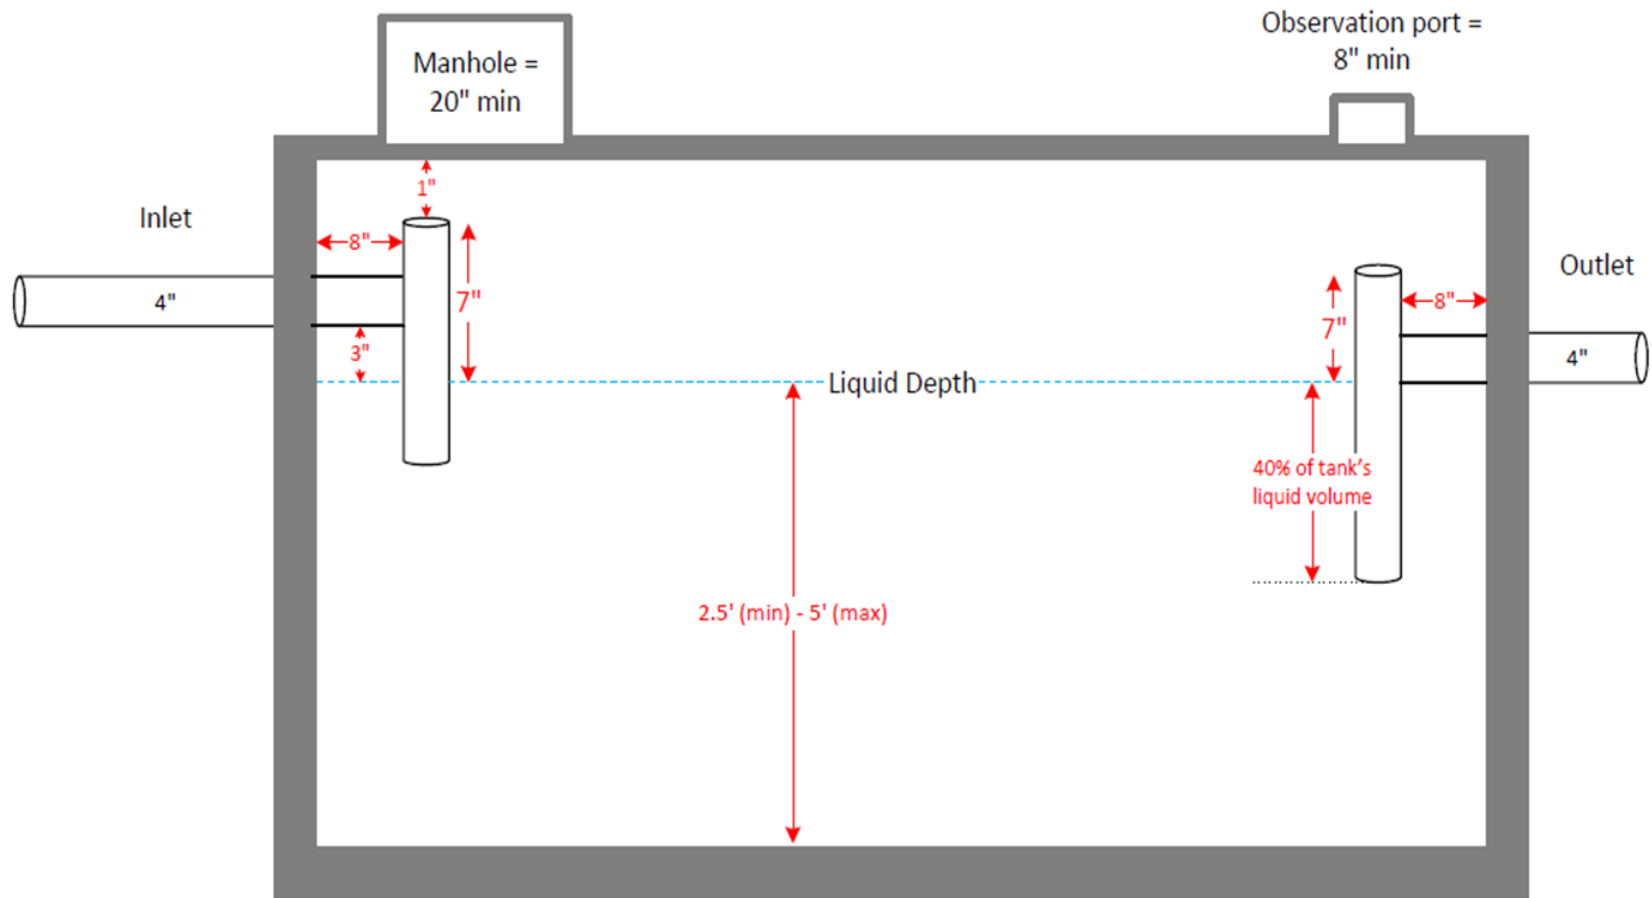 Observation port =
8" min
Manhole =
20" min
1"
Inlet
8"
7"
4"
3"
Outlet
8"
7"
4"
Liquid Depth
40% of tank's
liquid volume
2.5' (min) - 5' (max)